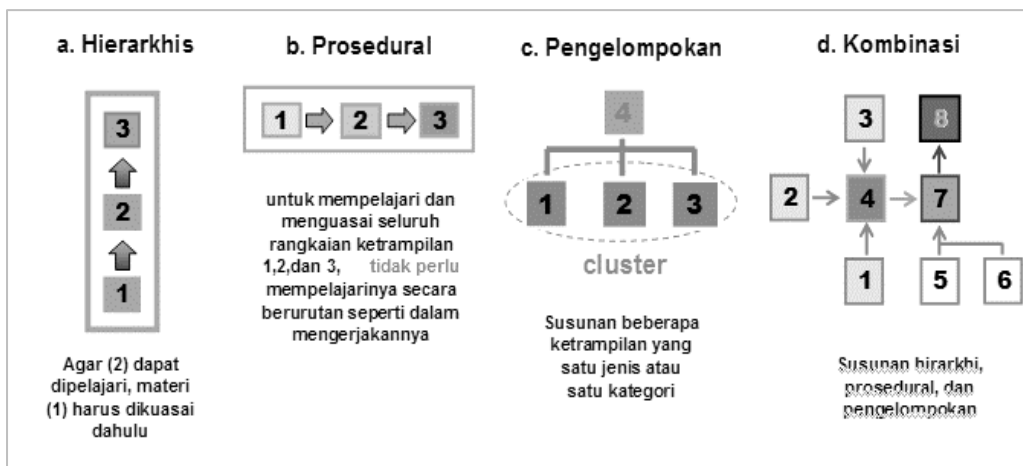 a. Hierarkhis
3
2
1
Agar (2) dapat
dipelajari, materi
(1) harus dikuasai
dahulu
b. Prosedural
1 2 3
untuk mempelajari dan
menguasai seluruh
rangkaian ketrampilan
1,2,dan 3, tidak perlu
mempelajarinya secara
berurutan seperti dalam
mengerjakannya
c. Pengelompokan
4
1 2 3
cluster
Susunan beberapa
ketrampilan yang
satu jenis atau
satu kategori
d. Kombinasi
3 8
2 4 7
1 5 6
Susunan hirarkhi,
prosedural, dan
pengelompokan